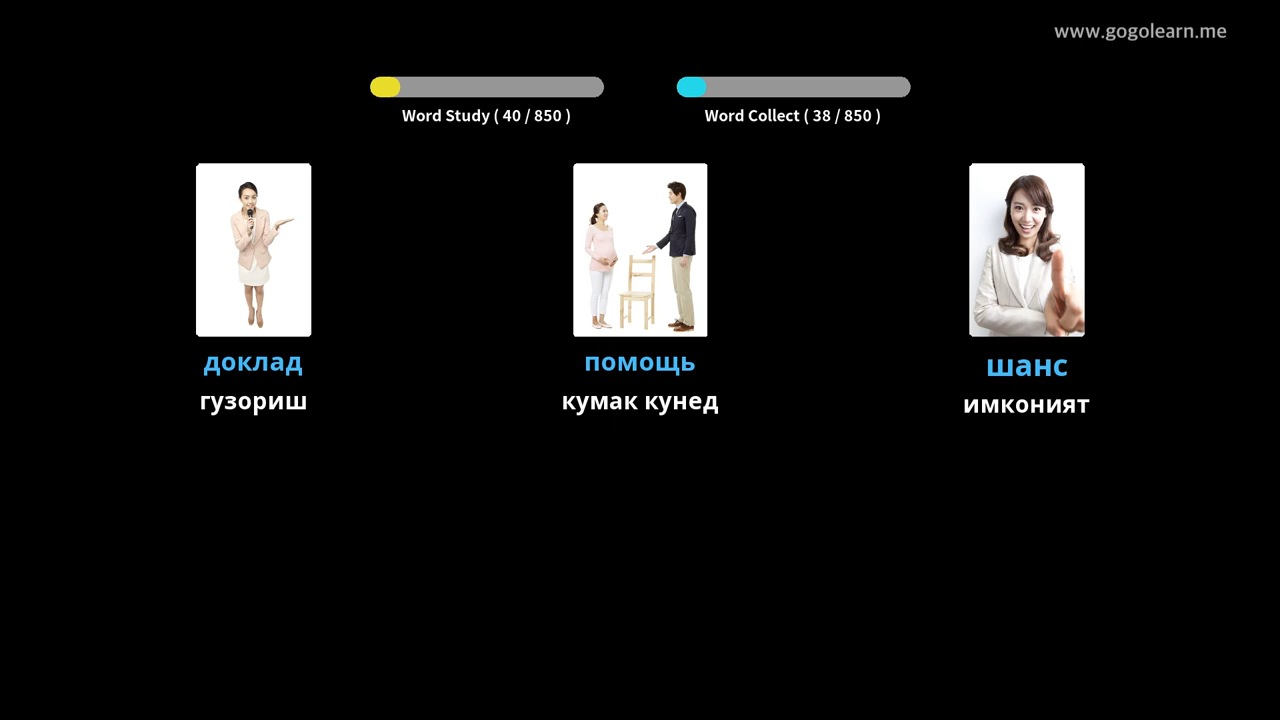 www.gogolearn.me
Word Study ( 40 / 850 )
Word Collect ( 38 / 850 )
доклад
гузориш
помощь
кумак кунед
шанс
имконият